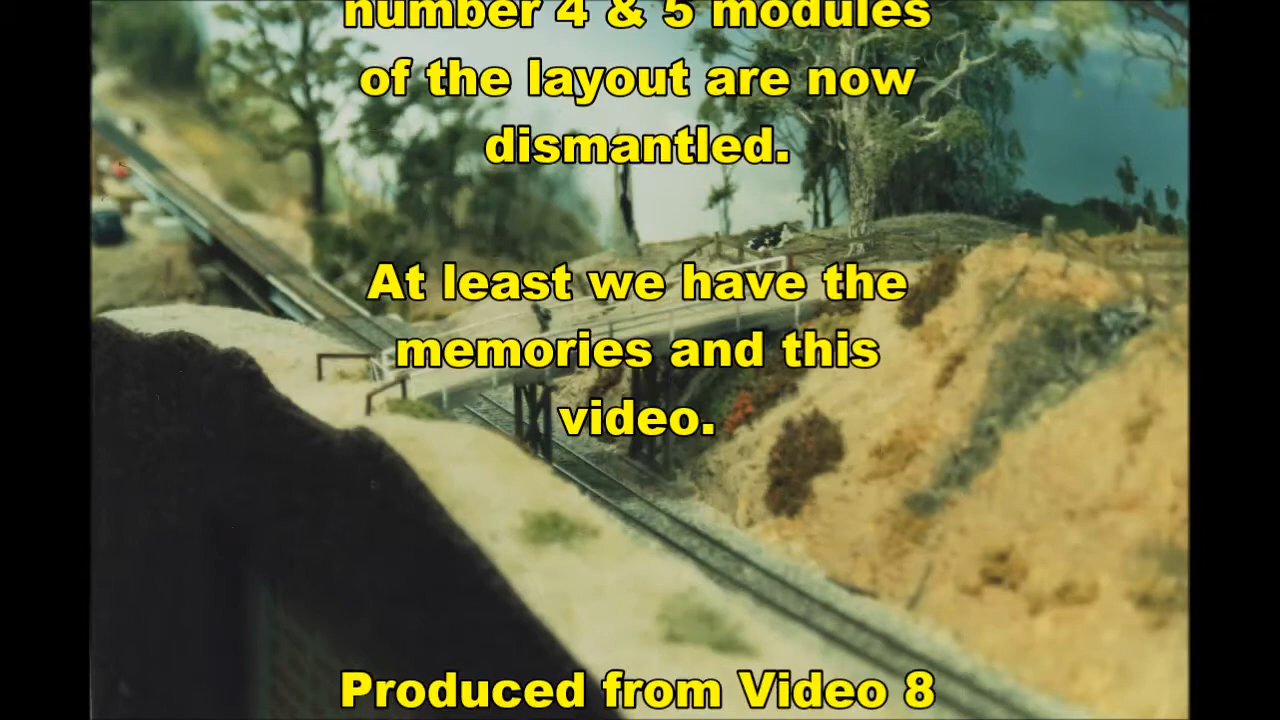 number 4 & 5 modules
of the layout are now
dismantled.
At least we have the
memories and this
video.
Produced from Video 8